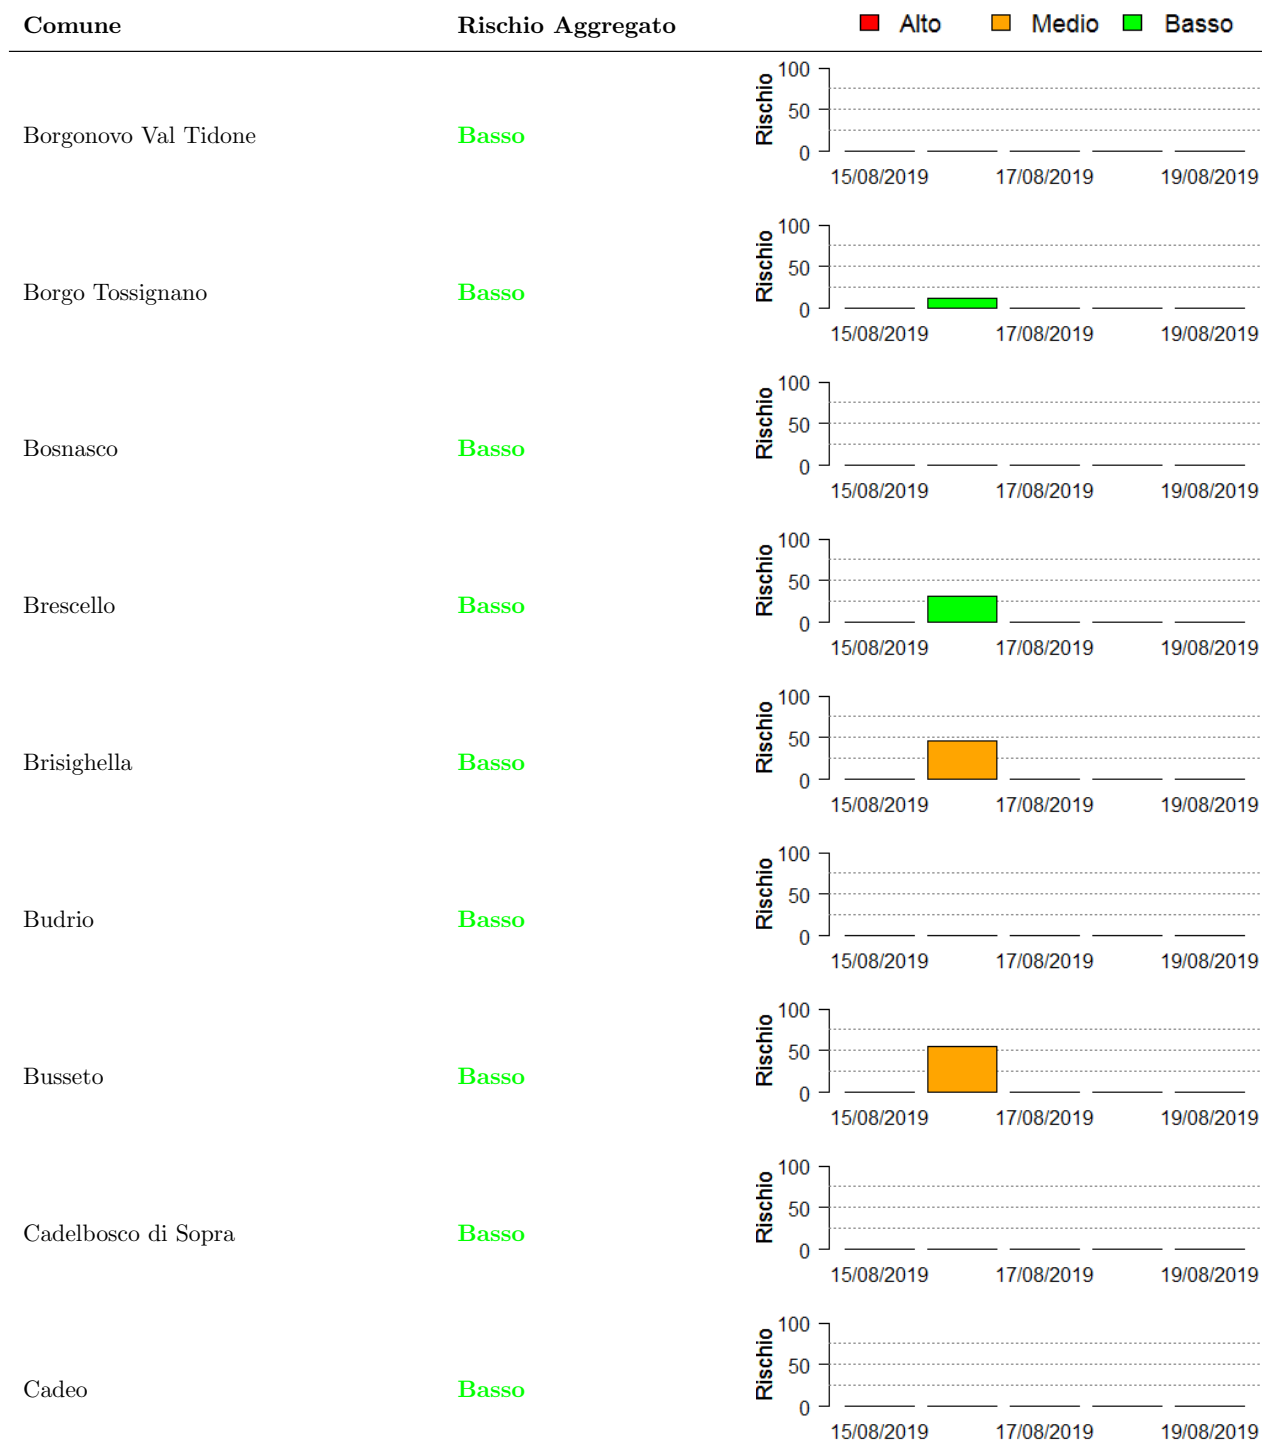 Comune Rischio Aggregato Alto Medio Basso
Borgonovo Val Tidone Basso
Rischio
100
50
0
15/08/2019 17/08/2019 19/08/2019
Borgo Tossignano Basso
Rischio
100
50
0
15/08/2019 17/08/2019 19/08/2019
Bosnasco Basso
Rischio
100
50
0
15/08/2019 17/08/2019 19/08/2019
Brescello Basso
Rischio
100
50
0
15/08/2019 17/08/2019 19/08/2019
Brisighella Basso
Rischio
100
50
0
15/08/2019 17/08/2019 19/08/2019
Budrio Basso
Rischio
100
50
0
15/08/2019 17/08/2019 19/08/2019
Busseto Basso
Rischio
100
50
0
15/08/2019 17/08/2019 19/08/2019
Cadelbosco di Sopra Basso
Rischio
100
50
0
15/08/2019 17/08/2019 19/08/2019
Cadeo Basso
Rischio
100
50
0
15/08/2019 17/08/2019 19/08/2019